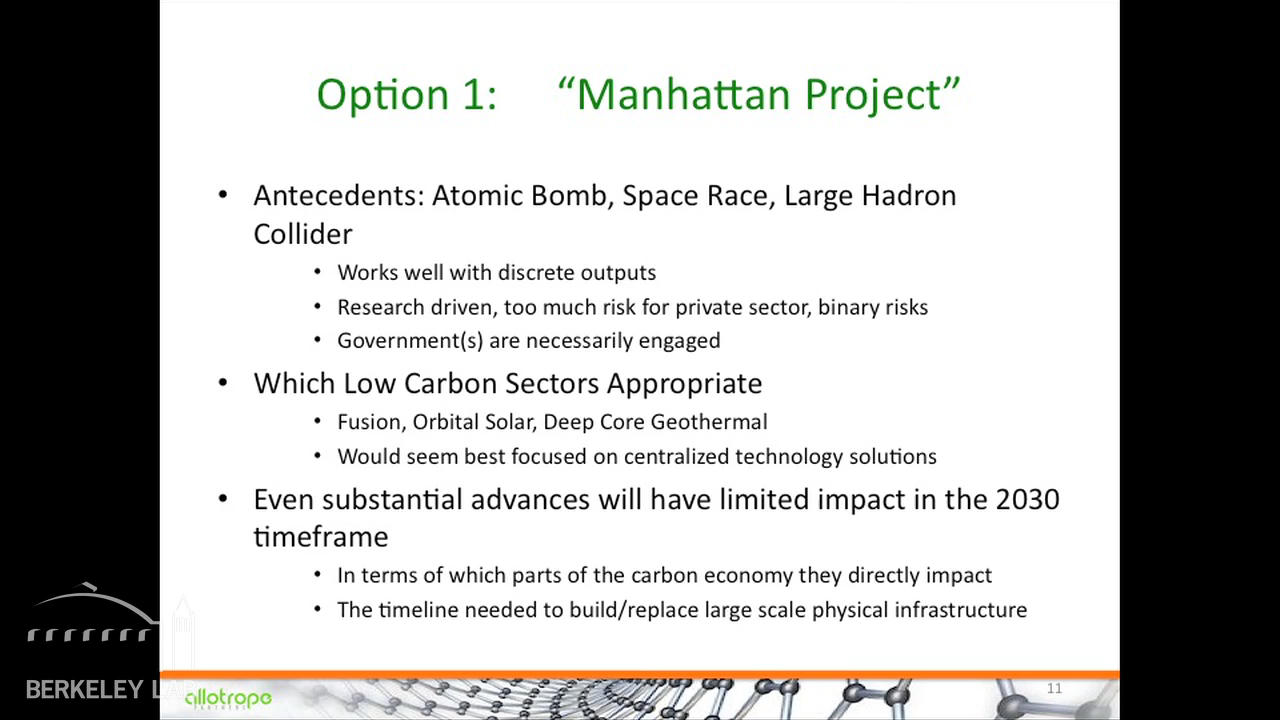 Option 1: “Manhattan Project”
• Antecedents: Atomic Bomb, Space Race, Large Hadron
Collider
• Works well with discrete outputs
• Research driven, too much risk for private sector, binary risks
• Government(s) are necessarily engaged
• Which Low Carbon Sectors Appropriate
• Fusion, Orbital Solar, Deep Core Geothermal
• Would seem best focused on centralized technology solutions
• Even substantial advances will have limited impact in the 2030
timeframe
• In terms of which parts of the carbon economy they directly impact
• The timeline needed to build/replace large scale physical infrastructure
BERKELEY LAB
allotrope
PARTNERS
11